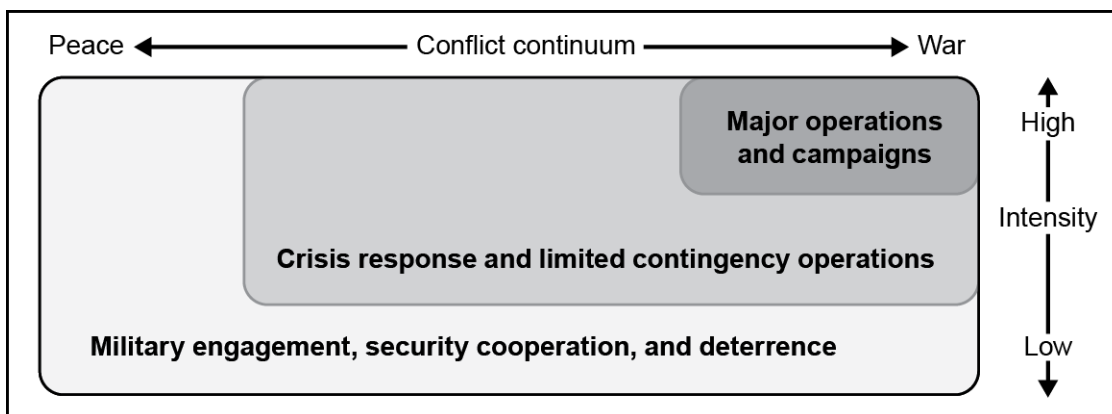 Peace Conflict continuum War
Major operations
and campaigns
High
Intensity
Crisis response and limited contingency operations
Military engagement, security cooperation, and deterrence
Low